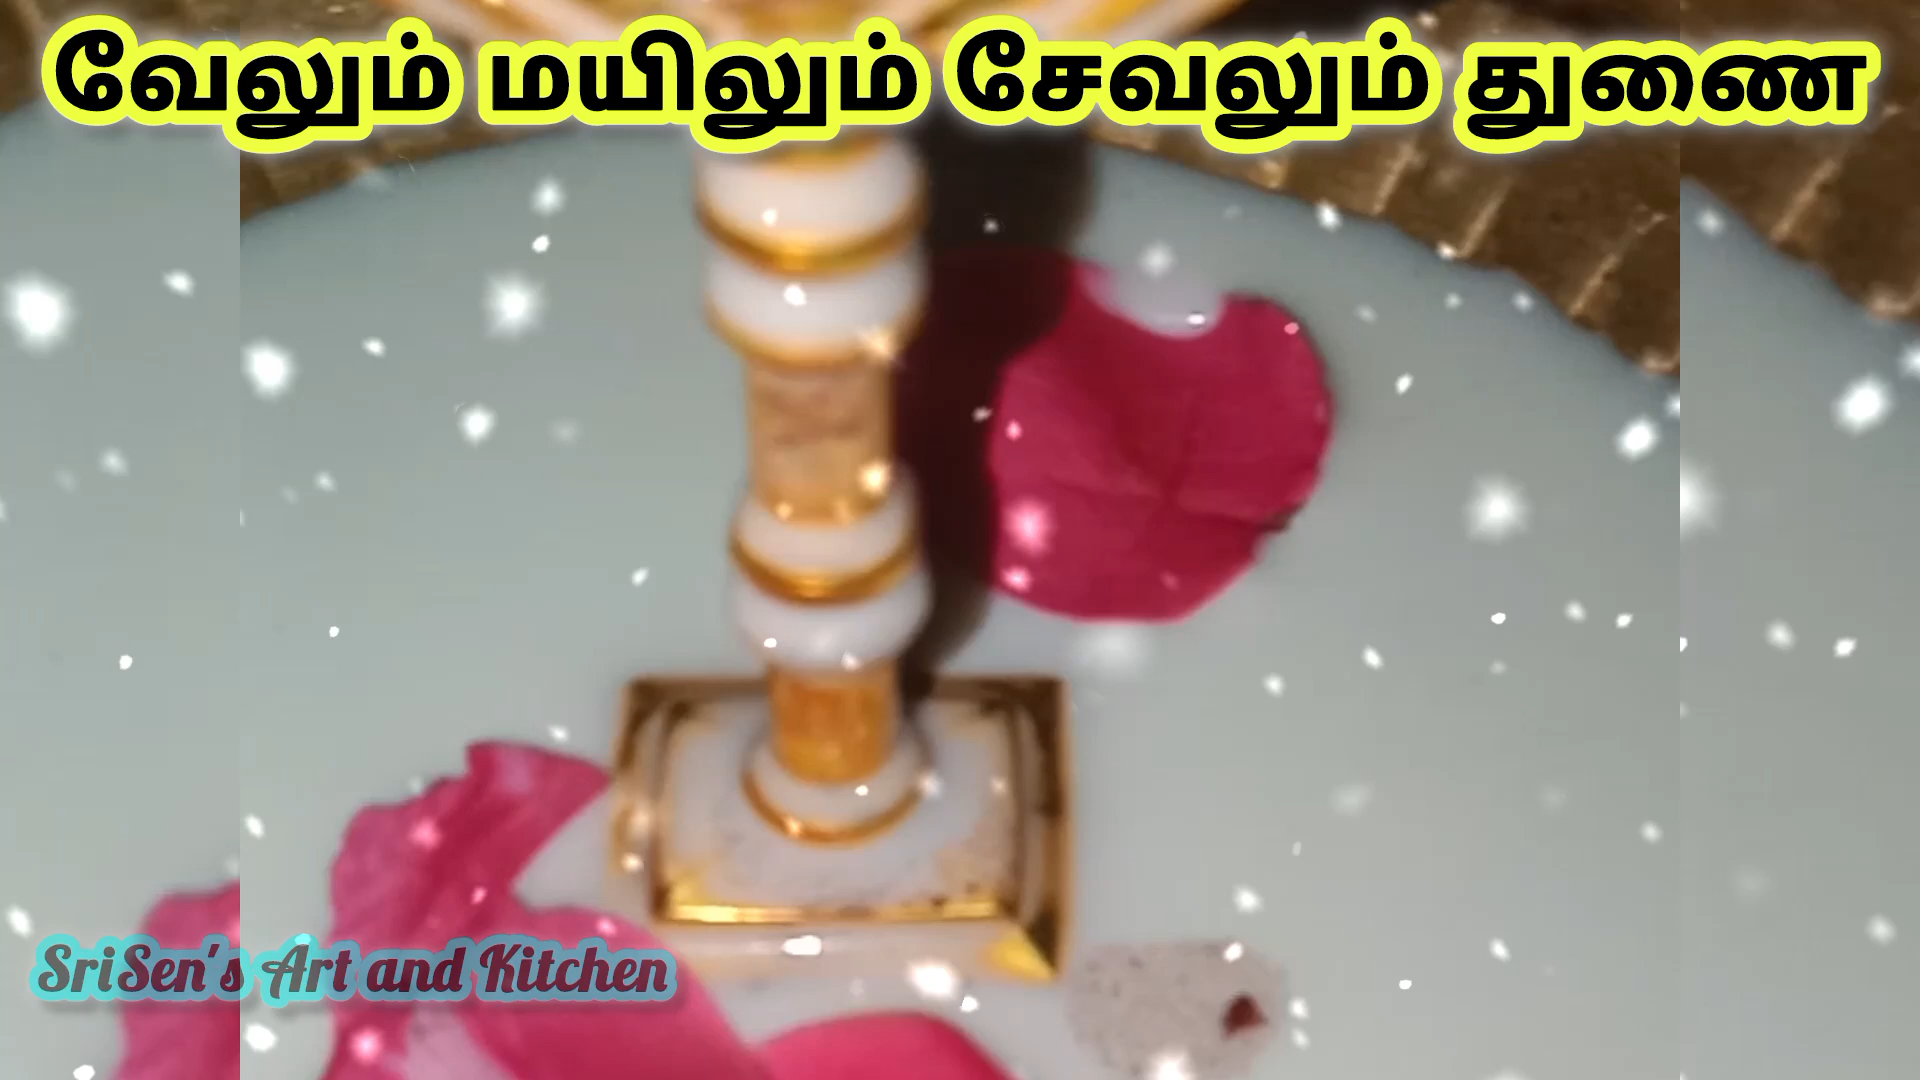 வேலும் மயிலும் சேவலும் துணை
SriSen's Art and Kitchen